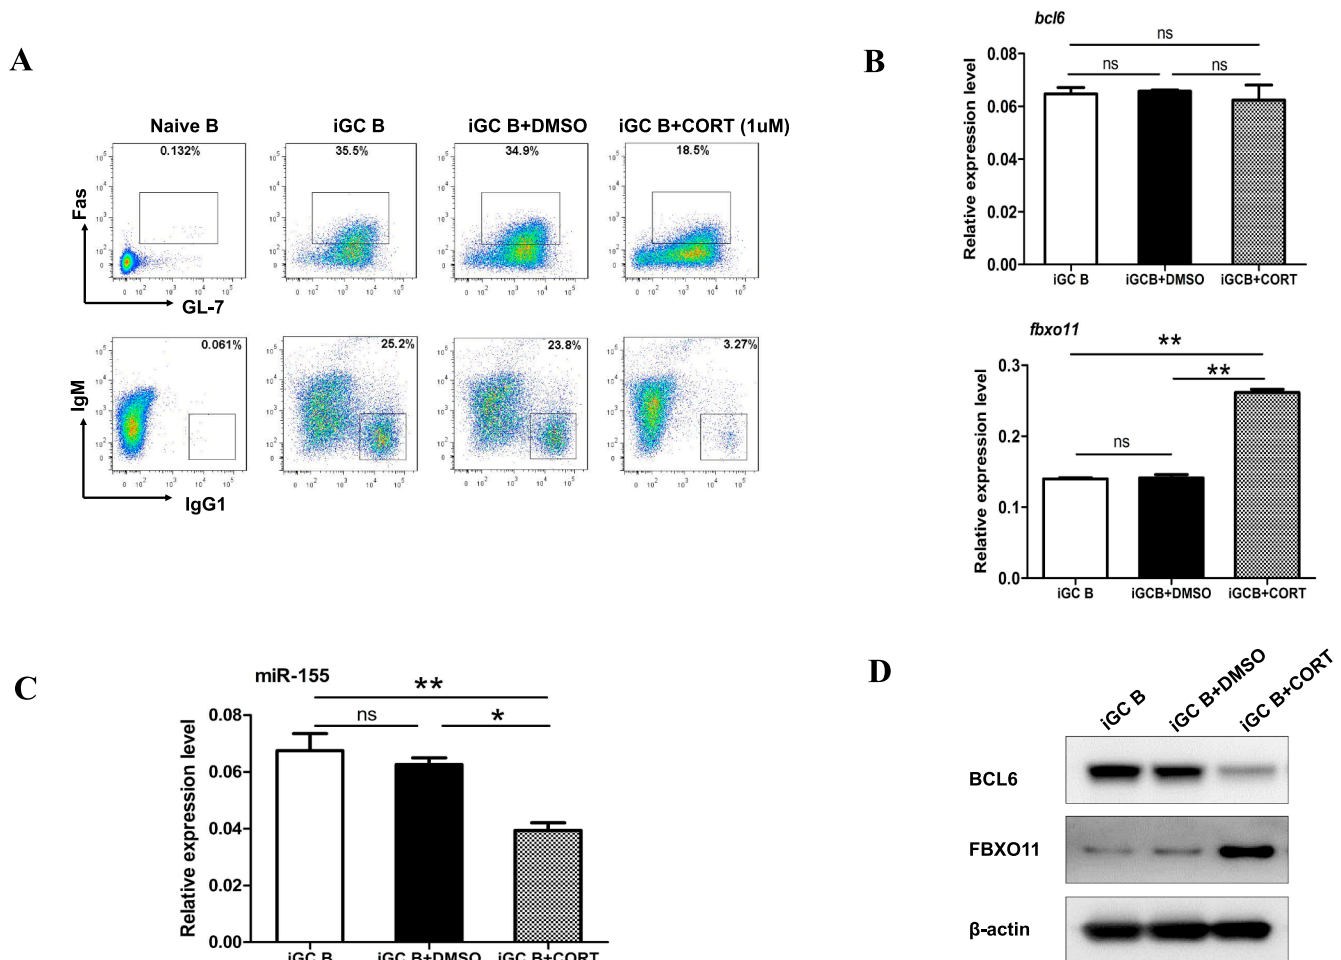 A
Naive B
iGC B
iGC B+DMSO
iGC B+CORT (1uM)
0.132%
35.5%
34.9%
18.5%
Fas
GL-7
0.061%
25.2%
23.8%
3.27%
IgM
IgG1
B
bcl6
ns
ns
ns
Relative expression level
0.08
0.06
0.04
0.02
0.00
iGC B
iGCB+DMSO
iGCB+CORT
fbxo11
**
**
ns
Relative expression level
0.3
0.2
0.1
0.0
iGC B
iGCB+DMSO
iGCB+CORT
C
miR-155
**
ns
*
Relative expression level
0.08
0.06
0.04
0.02
0.00
iGC B
iGC B+DMSO
iGC B+CORT
D
iGC B
iGC B+DMSO
iGC B+CORT
BCL6
FBXO11
β-actin